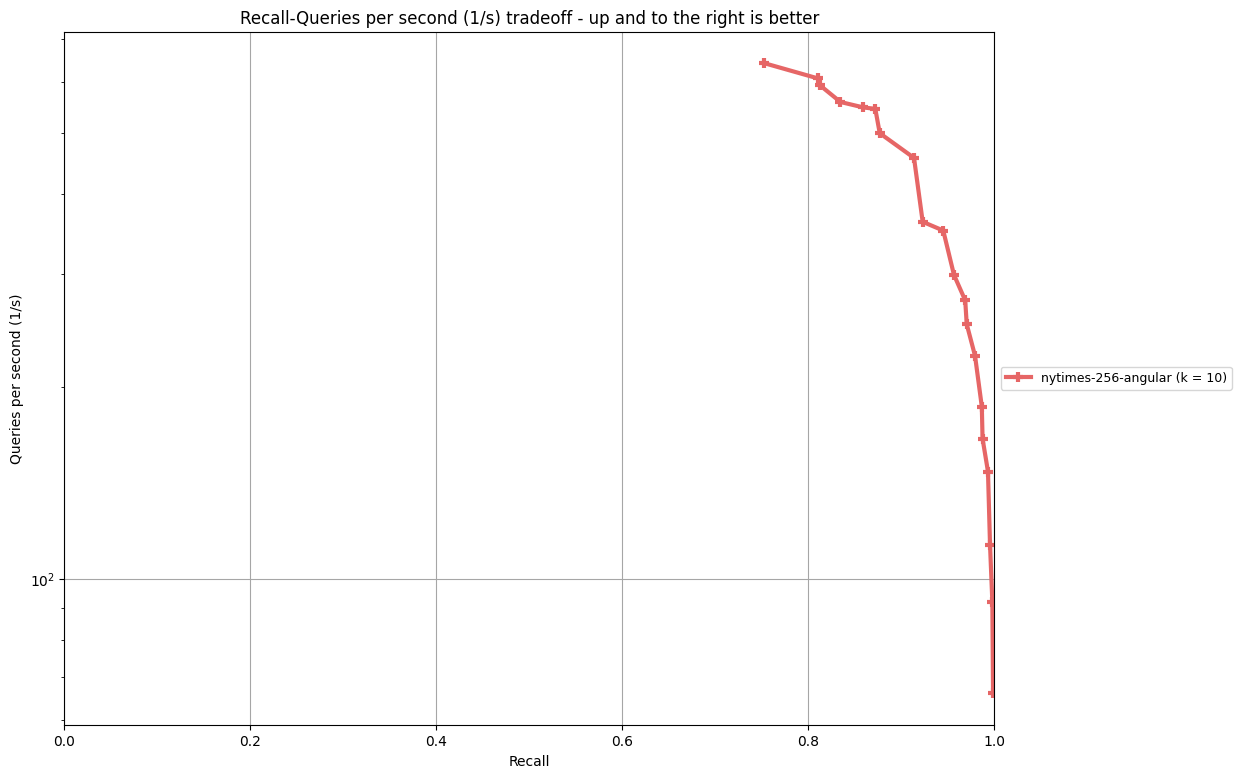 Recall-Queries per second (1/s) tradeoff - up and to the right is better
Queries per second (1/s)
10²
0.0 0.2 0.4 0.6 0.8 1.0
Recall
nytimes-256-angular (k = 10)